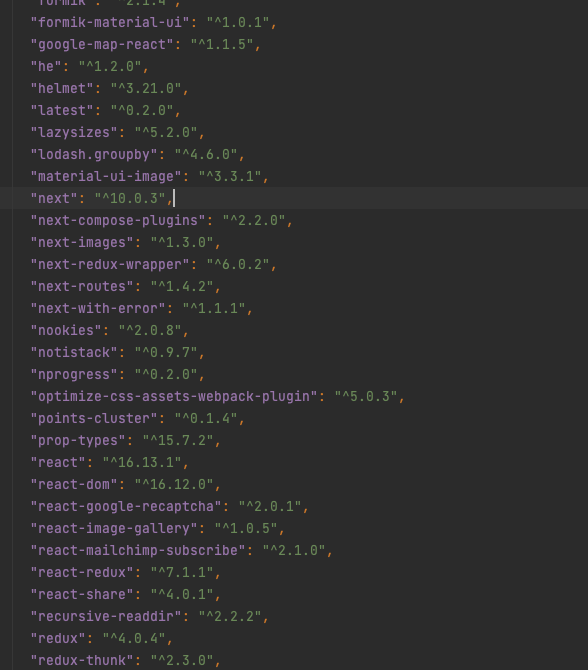 "formik": "^2.1.4",
"formik-material-ui": "^1.0.1",
"google-map-react": "^1.1.5",
"he": "^1.2.0",
"helmet": "^3.21.0",
"latest": "^0.2.0",
"lazysizes": "^5.2.0",
"lodash.groupby": "^4.6.0",
"material-ui-image": "^3.3.1",
"next": "^10.0.3",
"next-compose-plugins": "^2.2.0",
"next-images": "^1.3.0",
"next-redux-wrapper": "^6.0.2",
"next-routes": "^1.4.2",
"next-with-error": "^1.1.1",
"nookies": "^2.0.8",
"notistack": "^0.9.7",
"nprogress": "^0.2.0",
"optimize-css-assets-webpack-plugin": "^5.0.3",
"points-cluster": "^0.1.4",
"prop-types": "^15.7.2",
"react": "^16.13.1",
"react-dom": "^16.12.0",
"react-google-recaptcha": "^2.0.1",
"react-image-gallery": "^1.0.5",
"react-mailchimp-subscribe": "^2.1.0",
"react-redux": "^7.1.1",
"react-share": "^4.0.1",
"recursive-readdir": "^2.2.2",
"redux": "^4.0.4",
"redux-thunk": "^2.3.0",